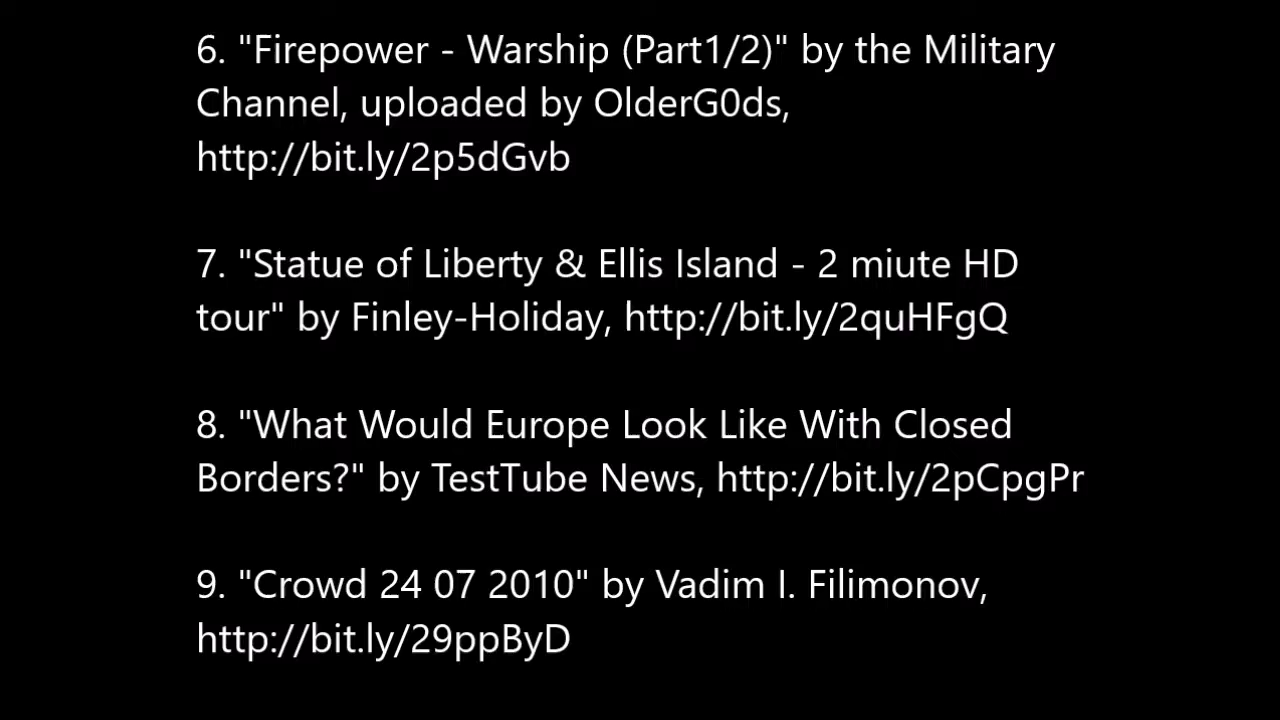 6. "Firepower - Warship (Part1/2)" by the Military
Channel, uploaded by OlderG0ds,
http://bit.ly/2p5dGvb
7. "Statue of Liberty & Ellis Island - 2 miute HD
tour" by Finley-Holiday, http://bit.ly/2quHFgQ
8. "What Would Europe Look Like With Closed
Borders?" by TestTube News, http://bit.ly/2pCpgPr
9. "Crowd 24 07 2010" by Vadim I. Filimonov,
http://bit.ly/29ppByD